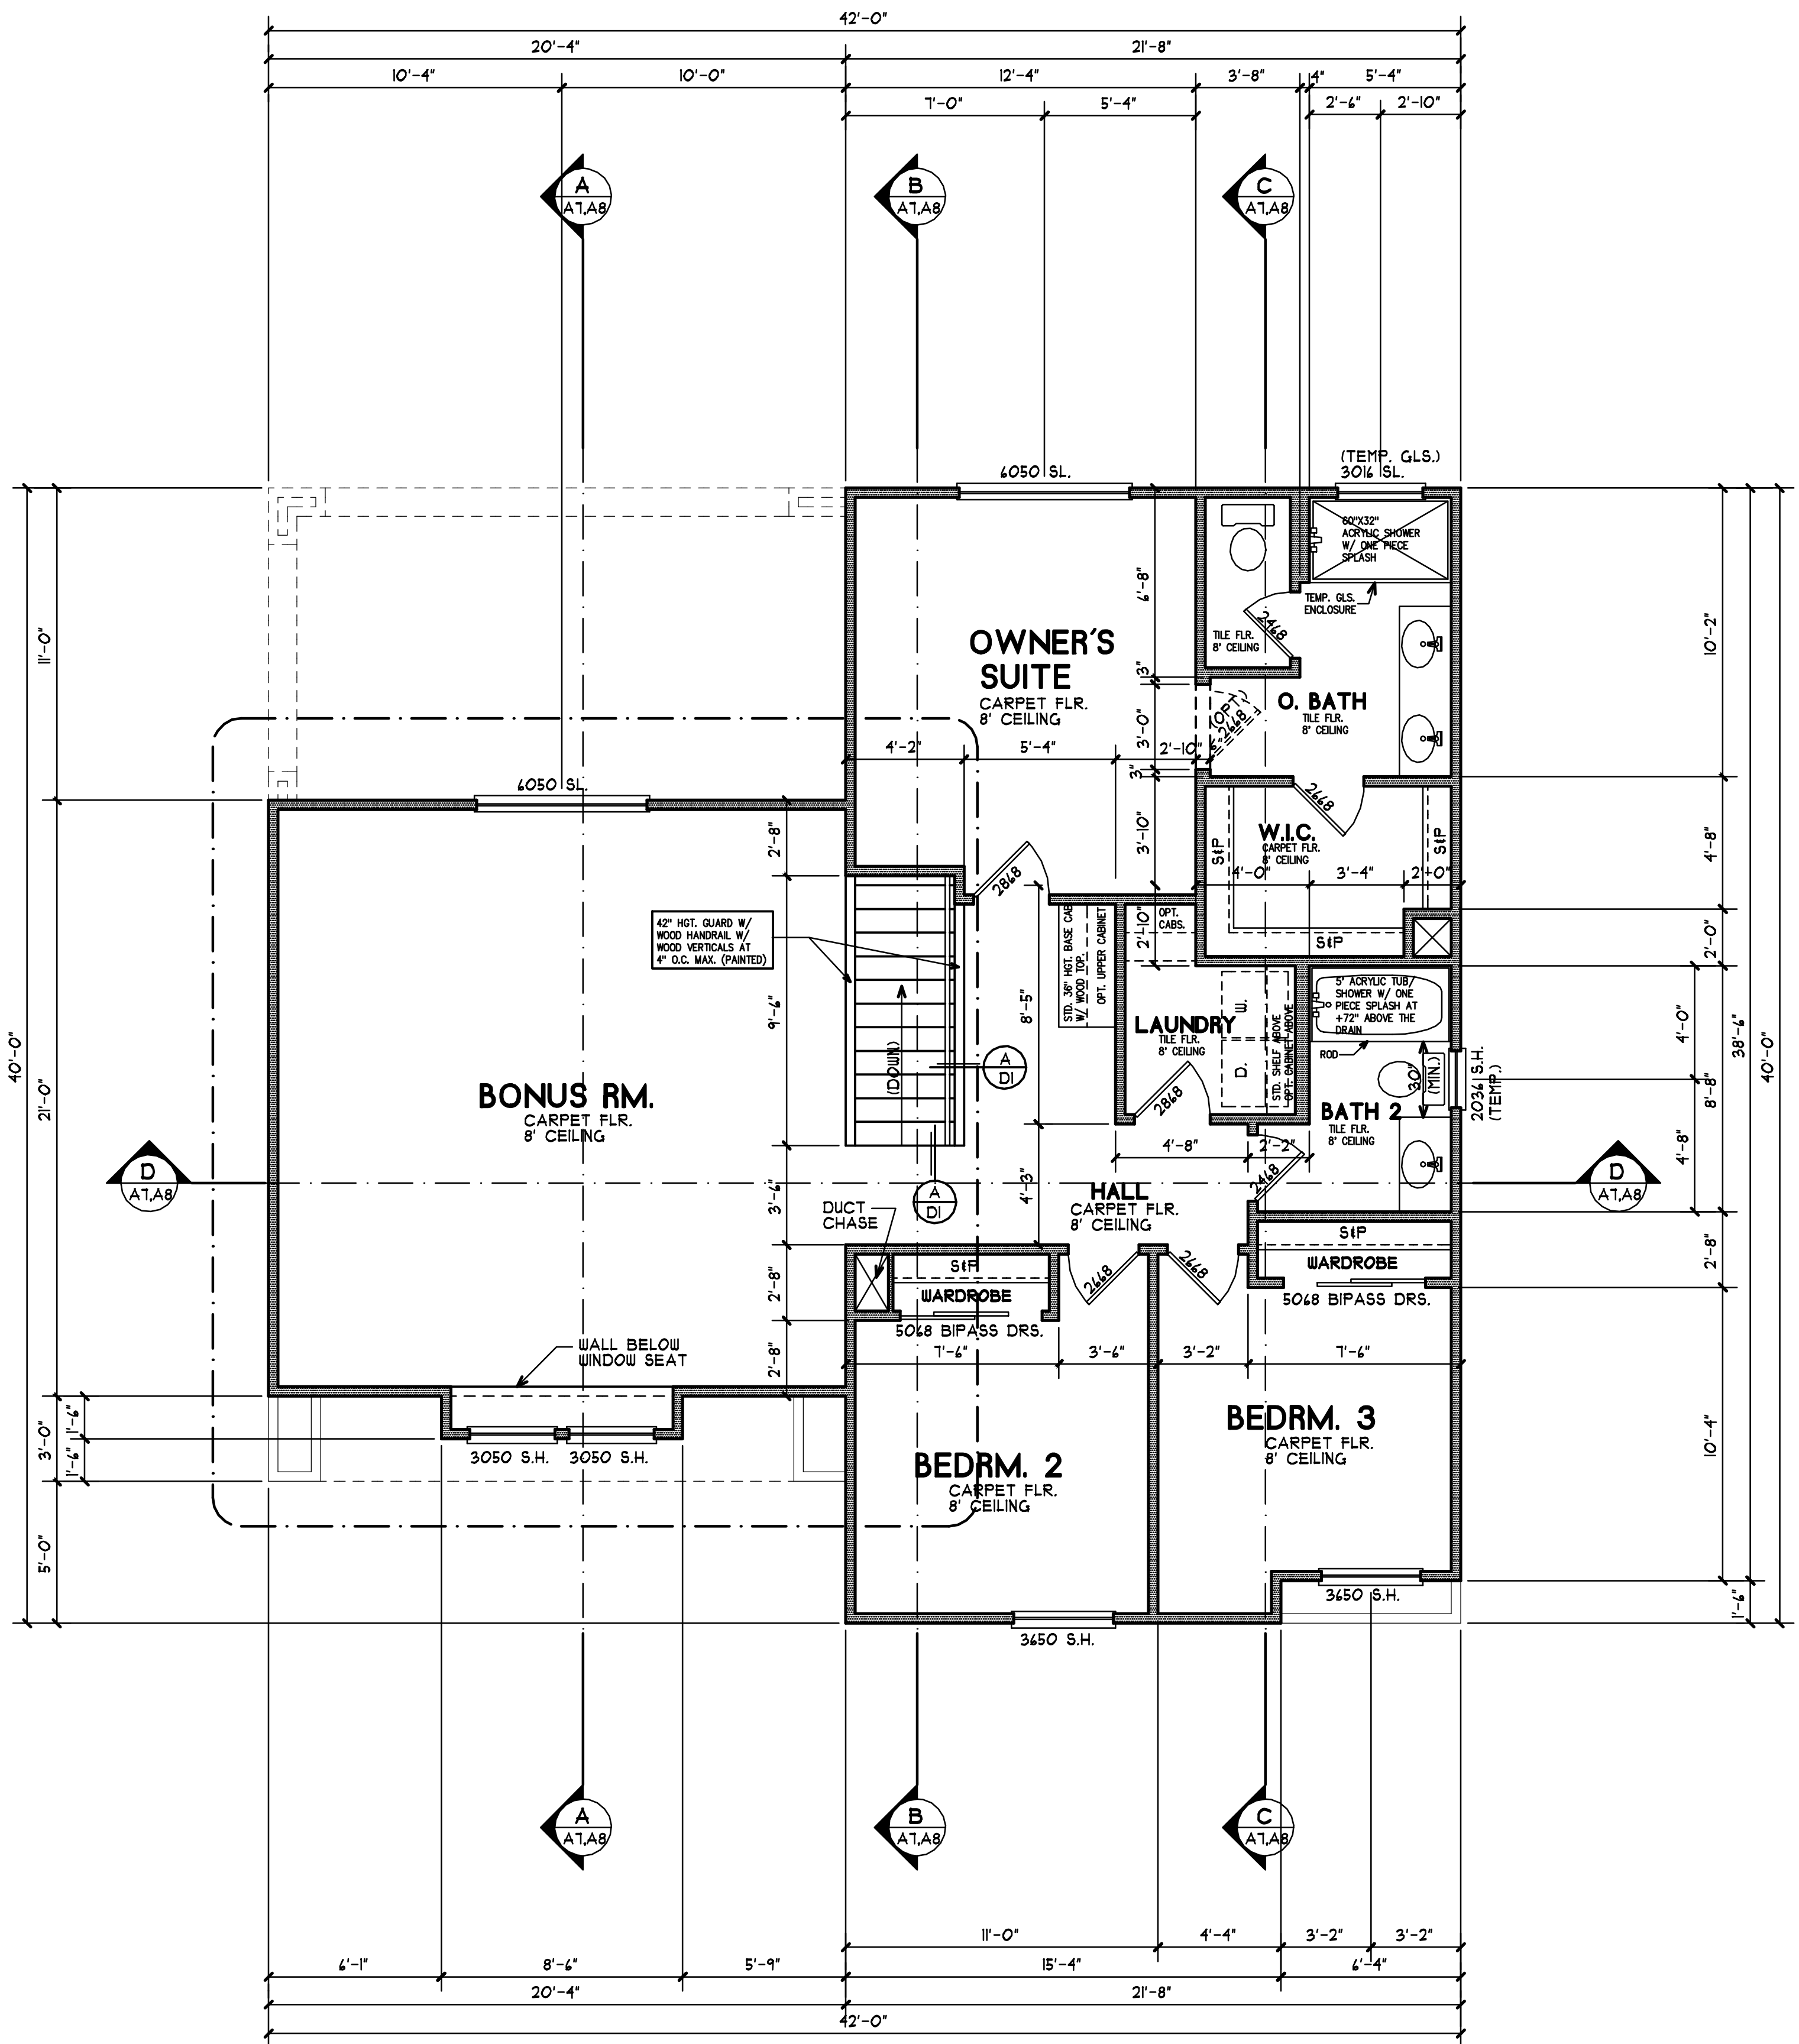 42'-0"
20'-4"
21'-8"
10'-4"
10'-0"
12'-4"
3'-8"
4"
5'-4"
7'-0"
5'-4"
2'-6"
2'-10"
A
A7,A8
B
A7,A8
C
A7,A8
(TEMP. GLS.)
6050 SL.
3016 SL.
60"X32"
ACRYLIC SHOWER
W/ ONE PIECE
SPLASH
TEMP. GLS.
ENCLOSURE
6'-8"
2468
TILE FLR.
8' CEILING
OWNER'S
SUITE
CARPET FLR.
8' CEILING
3"
3'-0"
3"
(OPT.)
2668
6"
O. BATH
TILE FLR.
8' CEILING
4'-2"
5'-4"
2'-10"
10'-2"
11'-0"
6050 SL.
2'-8"
3'-10"
2668
W.I.C.
CARPET FLR.
8' CEILING
S&P
S&P
4'-0"
3'-4"
2'-0"
4'-8"
2868
42" HGT. GUARD W/
WOOD HANDRAIL W/
WOOD VERTICALS AT
4" O.C. MAX. (PAINTED)
9'-6"
8'-5"
STD. 36" HGT. BASE CAB
W/ WOOD TOP.
OPT. UPPER CABINET
OPT.
CABS.
2'-10"
S&P
2'-0"
5' ACRYLIC TUB/
SHOWER W/ ONE
PIECE SPLASH AT
+72" ABOVE THE
DRAIN
ROD
LAUNDRY
TILE FLR.
8' CEILING
W.
D.
STD. SHELF ABOVE
OPT. CABINET ABOVE
30"
(MIN.)
2036 S.H.
(TEMP.)
4'-0"
8'-8"
4'-8"
38'-6"
40'-0"
40'-0"
21'-0"
(DOWN)
A
D1
BONUS RM.
CARPET FLR.
8' CEILING
2868
BATH 2
TILE FLR.
8' CEILING
4'-8"
2'-2"
2468
D
A7,A8
D
A7,A8
A
D1
4'-3"
3'-6"
DUCT
CHASE
HALL
CARPET FLR.
8' CEILING
S&P
WARDROBE
5068 BIPASS DRS.
2668
2668
S&P
WARDROBE
5068 BIPASS DRS.
2'-8"
2'-8"
2'-8"
WALL BELOW
WINDOW SEAT
7'-6"
3'-6"
3'-2"
7'-6"
BEDRM. 3
CARPET FLR.
8' CEILING
BEDRM. 2
CARPET FLR.
8' CEILING
10'-4"
3'-0"
1'-6"
1'-6"
5'-0"
3050 S.H.
3050 S.H.
3650 S.H.
3650 S.H.
1'-6"
A
A7,A8
B
A7,A8
C
A7,A8
11'-0"
4'-4"
3'-2"
3'-2"
6'-1"
8'-6"
5'-9"
15'-4"
6'-4"
20'-4"
21'-8"
42'-0"